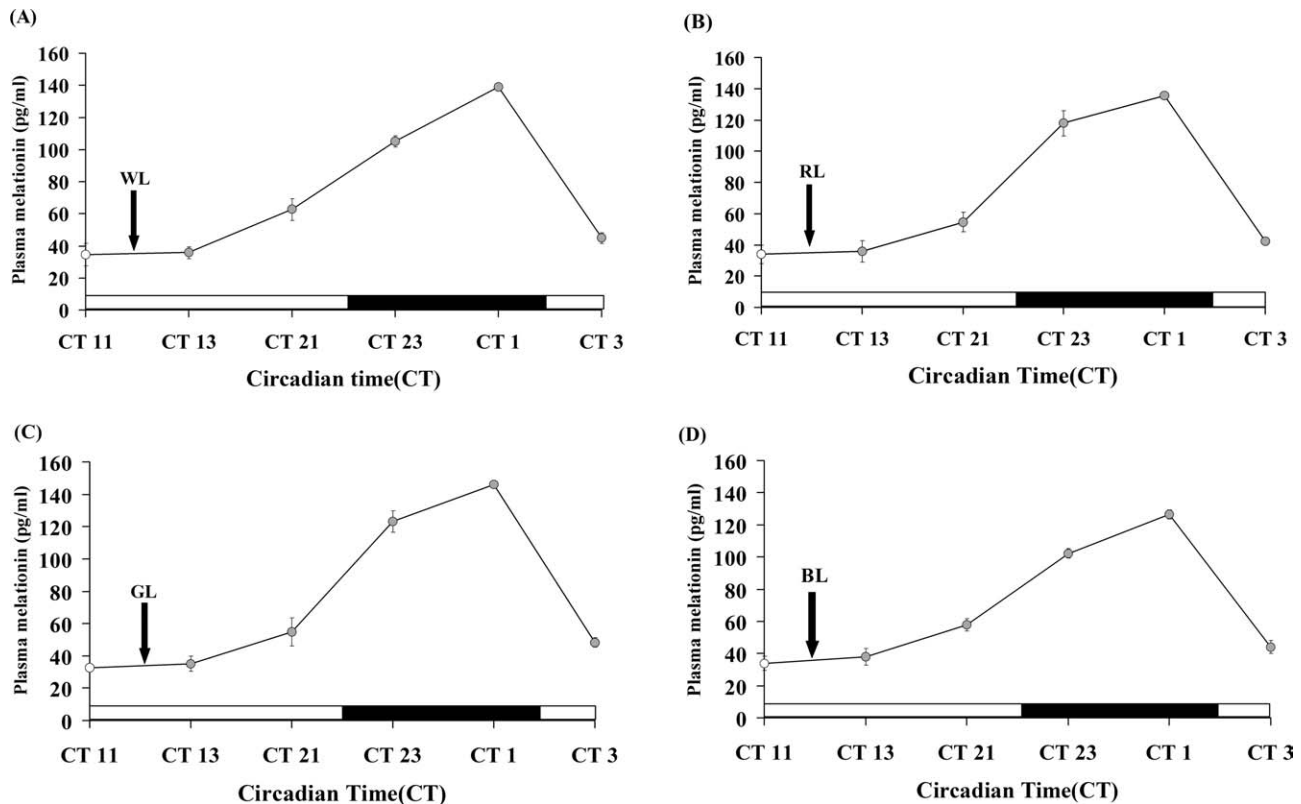 (A)
Plasma melationin (pg/ml)
160
140
120
100
80
60
40
20
0
WL
CT 11 CT 13 CT 21 CT 23 CT 1 CT 3
Circadian time(CT)
(B)
Plasma melationin (pg/ml)
160
140
120
100
80
60
40
20
0
RL
CT 11 CT 13 CT 21 CT 23 CT 1 CT 3
Circadian Time(CT)
(C)
Plasma melationin (pg/ml)
160
140
120
100
80
60
40
20
0
GL
CT 11 CT 13 CT 21 CT 23 CT 1 CT 3
Circadian Time(CT)
(D)
Plasma melationin (pg/ml)
160
140
120
100
80
60
40
20
0
BL
CT 11 CT 13 CT 21 CT 23 CT 1 CT 3
Circadian Time(CT)